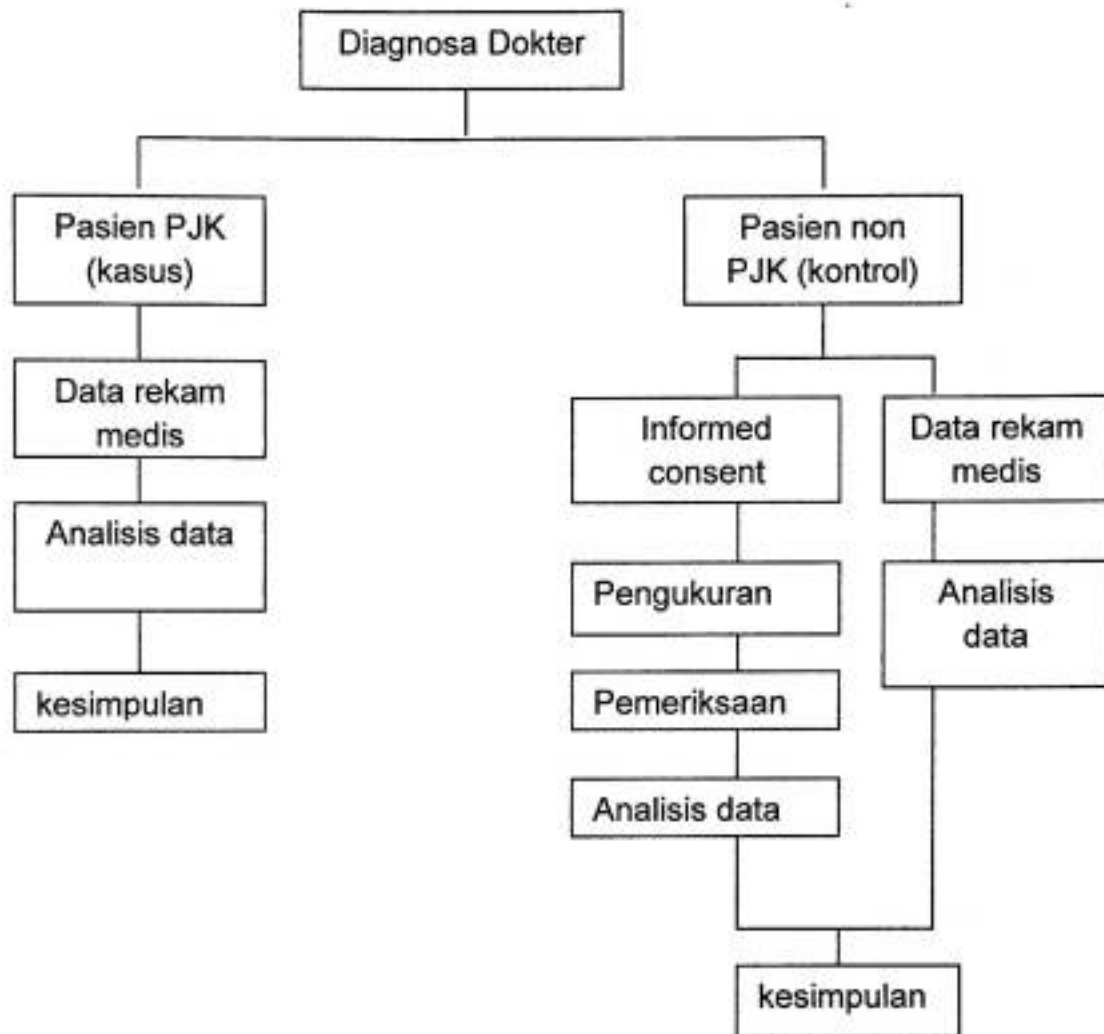 Diagnosa Dokter
Pasien PJK
(kasus)
Pasien non
PJK (kontrol)
Data rekam
medis
Informed
consent
Data rekam
medis
Analisis data
Pengukuran
Analisis
data
kesimpulan
Pemeriksaan
Analisis data
kesimpulan